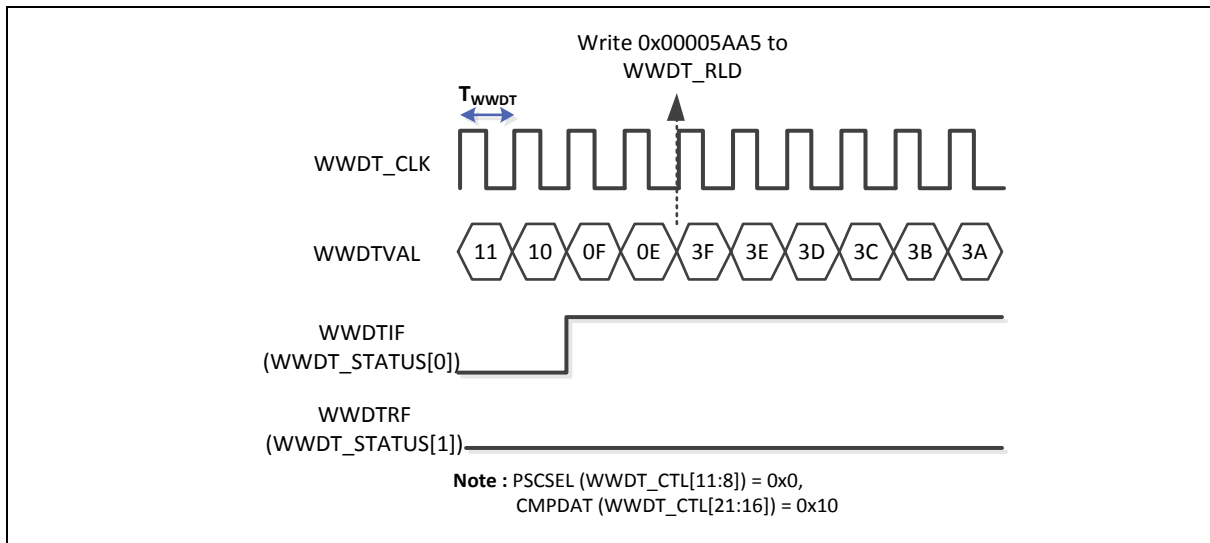 Write 0x00005AA5 to
WWDT_RLD
TWWDT
WWDT_CLK
WWDTVAL 11 10 0F 0E 3F 3E 3D 3C 3B 3A
WWDTIF
(WWDT_STATUS[0])
WWDTRF
(WWDT_STATUS[1])
Note : PSCSEL (WWDT_CTL[11:8]) = 0x0,
CMPDAT (WWDT_CTL[21:16]) = 0x10